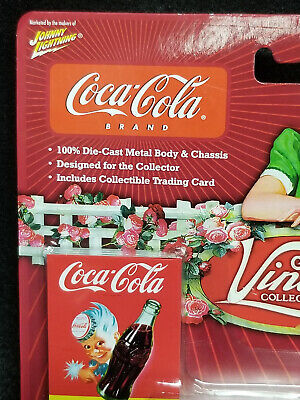 Marketed by the makers of
JOHNNY
LIGHTNING
Coca-Cola
BRAND
• 100% Die-Cast Metal Body & Chassis
• Designed for the Collector
• Includes Collectible Trading Card
C
Vin
COLLEC
Coca-Cola